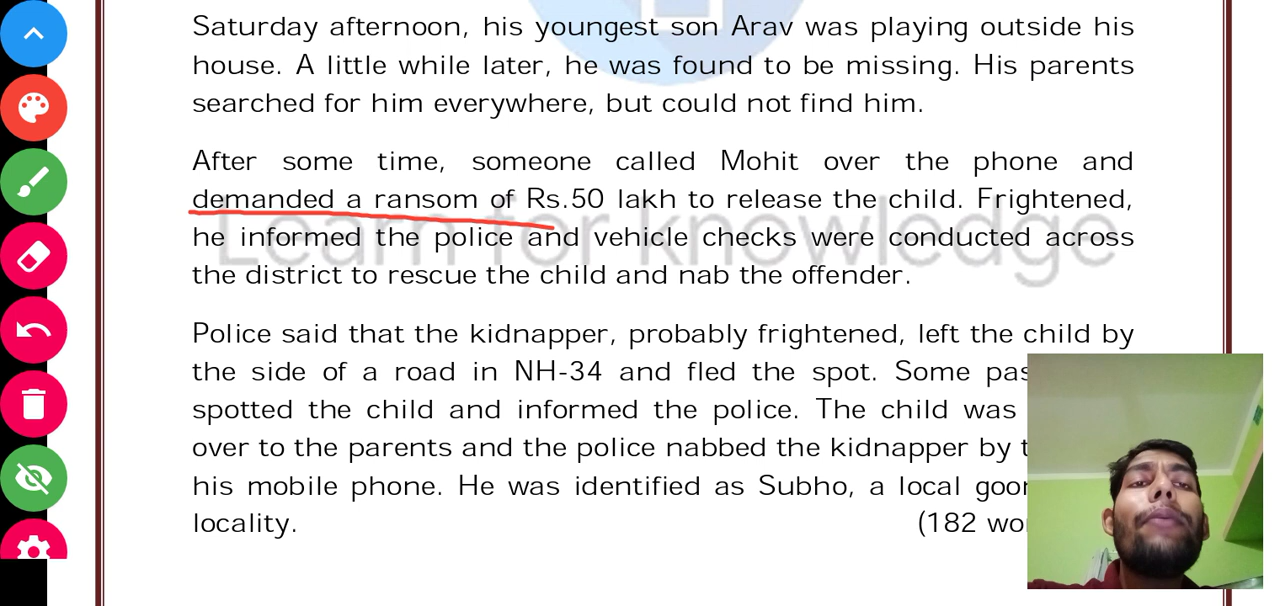 Saturday afternoon, his youngest son Arav was playing outside his
house. A little while later, he was found to be missing. His parents
searched for him everywhere, but could not find him.
After some time, someone called Mohit over the phone and
demanded a ransom of Rs.50 lakh to release the child. Frightened,
he informed the police and vehicle checks were conducted across
the district to rescue the child and nab the offender.
Learn for knowledge
Police said that the kidnapper, probably frightened, left the child by
the side of a road in NH-34 and fled the spot. Some
spotted the child and informed the police. The child was
over to the parents and the police nabbed the kidnapper by
his mobile phone. He was identified as Subho, a local
locality.
(182